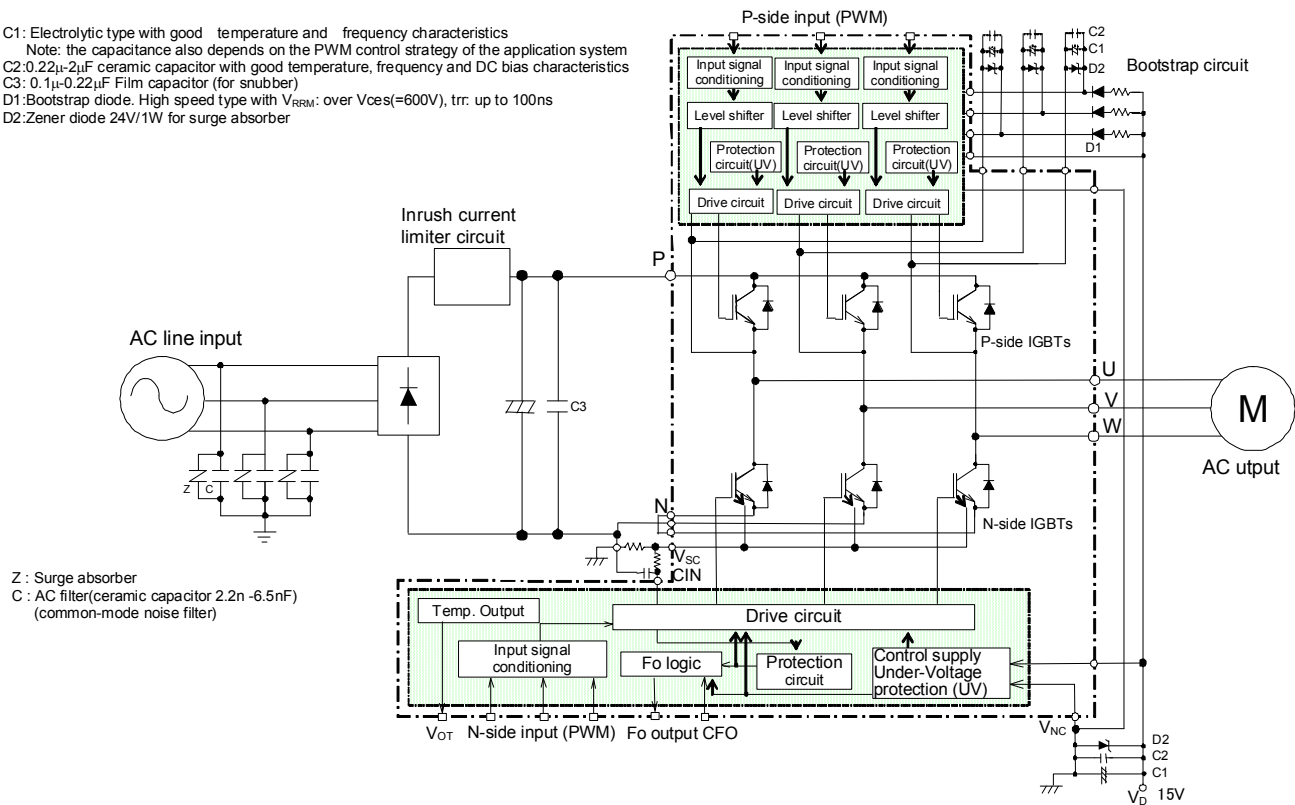 C1: Electrolytic type with good temperature and frequency characteristics
Note: the capacitance also depends on the PWM control strategy of the application system
C2:0.22μ-2μF ceramic capacitor with good temperature, frequency and DC bias characteristics
C3: 0.1μ-0.22μF Film capacitor (for snubber)
D1:Bootstrap diode. High speed type with VRRM: over Vces(=600V), trr: up to 100ns
D2:Zener diode 24V/1W for surge absorber
P-side input (PWM)
Input signal conditioning
Input signal conditioning
Input signal conditioning
Level shifter
Level shifter
Level shifter
Protection circuit(UV)
Protection circuit(UV)
Protection circuit(UV)
Drive circuit
Drive circuit
Drive circuit
C2
C1
D2
Bootstrap circuit
D1
Inrush current
limiter circuit
P
AC line input
C3
P-side IGBTs
U
V
W
M
AC utput
Z
C
N
N-side IGBTs
VSC
CIN
Z : Surge absorber
C : AC filter(ceramic capacitor 2.2n -6.5nF)
(common-mode noise filter)
Temp. Output
Drive circuit
Input signal
conditioning
Fo logic
Protection
circuit
Control supply
Under-Voltage
protection (UV)
VOT
N-side input (PWM)
Fo output
CFO
VNC
D2
C2
C1
VD
15V